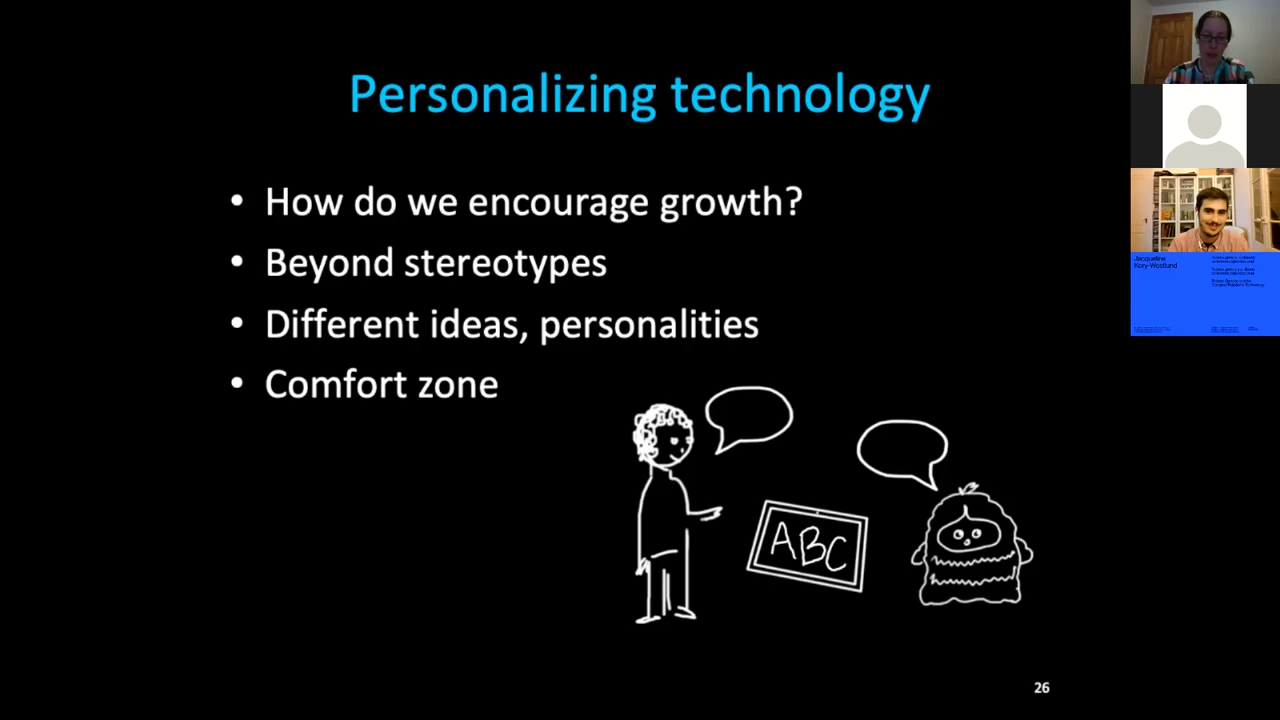 Personalizing technology
• How do we encourage growth?
• Beyond stereotypes
• Different ideas, personalities
• Comfort zone
ABC
26
Jacqueline
Kory-Westlund